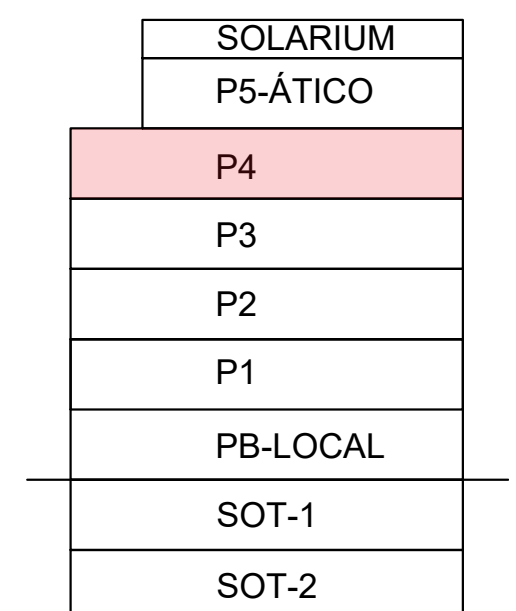 SOLARIUM
P5-ÁTICO
P4
P3
P2
P1
PB-LOCAL
SOT-1
SOT-2